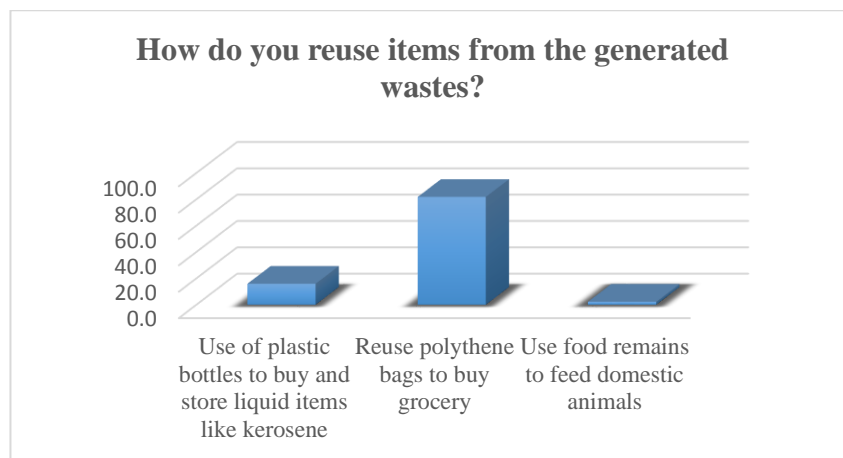 How do you reuse items from the generated
wastes?
100.0
80.0
60.0
40.0
20.0
0.0
Use of plastic
bottles to buy and
store liquid items
like kerosene
Reuse polythene
bags to buy
grocery
Use food remains
to feed domestic
animals